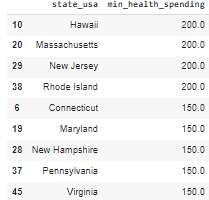 state_usa min_health_spending
10 Hawaii 200.0
20 Massachusetts 200.0
29 New Jersey 200.0
38 Rhode Island 200.0
6 Connecticut 150.0
19 Maryland 150.0
28 New Hampshire 150.0
37 Pennsylvania 150.0
45 Virginia 150.0